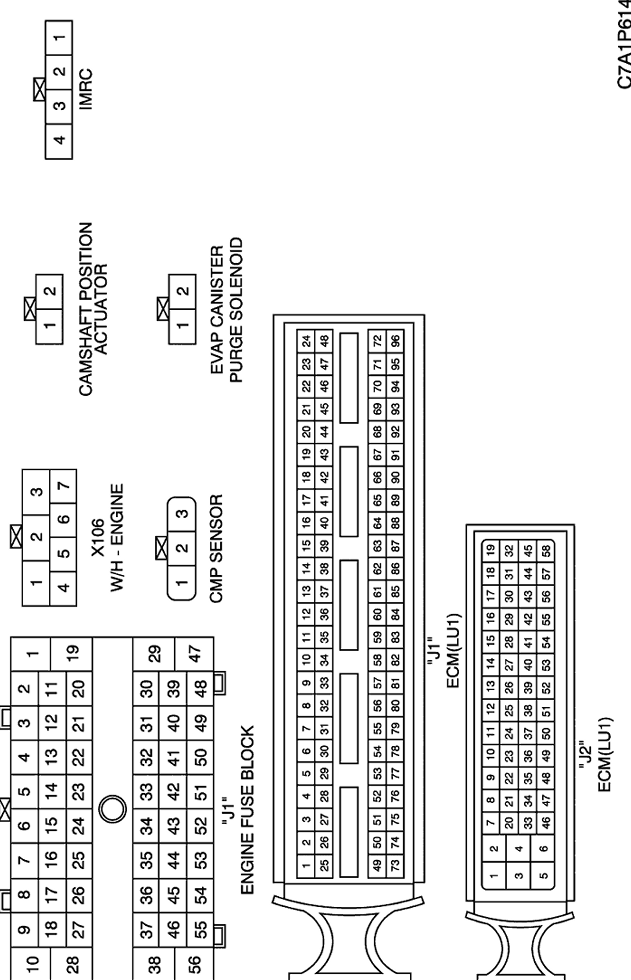 C7A1P614
4 3 2 1
IMRC
1 2
CAMSHAFT POSITION
ACTUATOR
1 2
EVAP CANISTER
PURGE SOLENOID
1 2 3
4 5 6 7
X106
W/H - ENGINE
1 2 3
CMP SENSOR
10 9 8 7 6 5 4 3 2 1
18 17 16 15 14 13 12 11
28 27 26 25 24 23 22 21 20 19
38 37 36 35 34 33 32 31 30 29
46 45 44 43 42 41 40 39
56 55 54 53 52 51 50 49 48 47
"J1"
ENGINE FUSE BLOCK
1 2 3 4 5 6 7 8 9 10 11 12 13 14 15 16 17 18 19 20 21 22 23 24
25 26 27 28 29 30 31 32 33 34 35 36 37 38 39 40 41 42 43 44 45 46 47 48
49 50 51 52 53 54 55 56 57 58 59 60 61 62 63 64 65 66 67 68 69 70 71 72
73 74 75 76 77 78 79 80 81 82 83 84 85 86 87 88 89 90 91 92 93 94 95 96
"J1"
ECM(LU1)
1 2 7 8 9 10 11 12 13 14 15 16 17 18 19
20 21 22 23 24 25 26 27 28 29 30 31 32
3 4 33 34 35 36 37 38 39 40 41 42 43 44 45
5 6 46 47 48 49 50 51 52 53 54 55 56 57 58
"J2"
ECM(LU1)